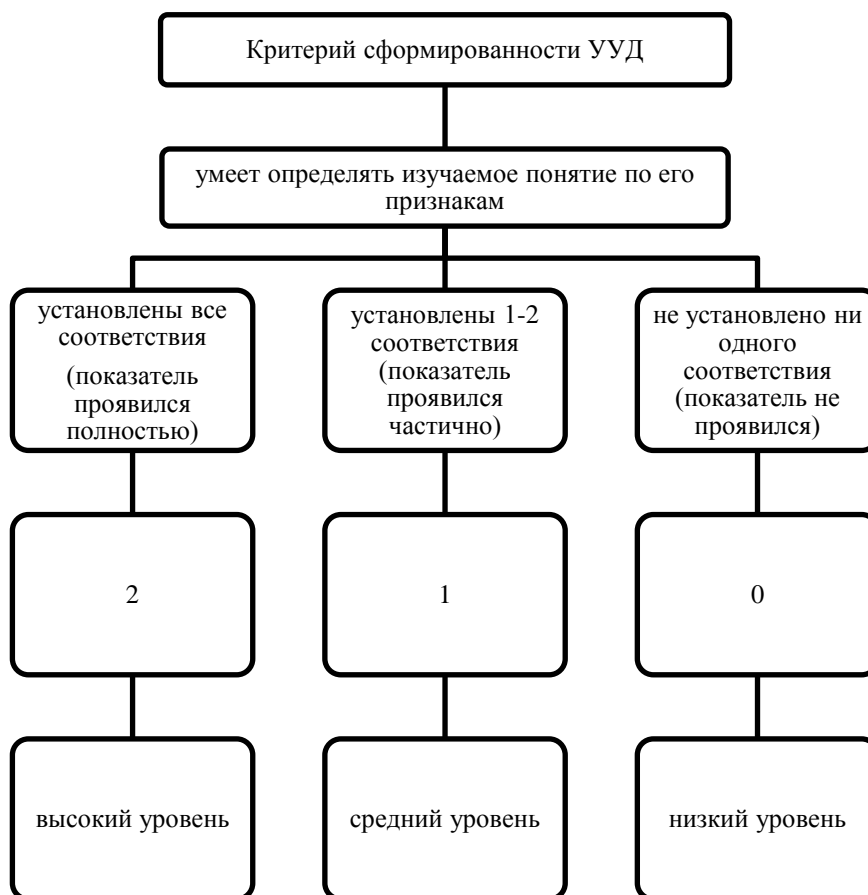 Критерий сформированности УУД
умеет определять изучаемое понятие по его
признакам
установлены все
соответствия
(показатель
проявился
полностью)
установлены 1-2
соответствия
(показатель
проявился
частично)
не установлено ни
одного
соответствия
(показатель не
проявился)
2
1
0
высокий уровень
средний уровень
низкий уровень